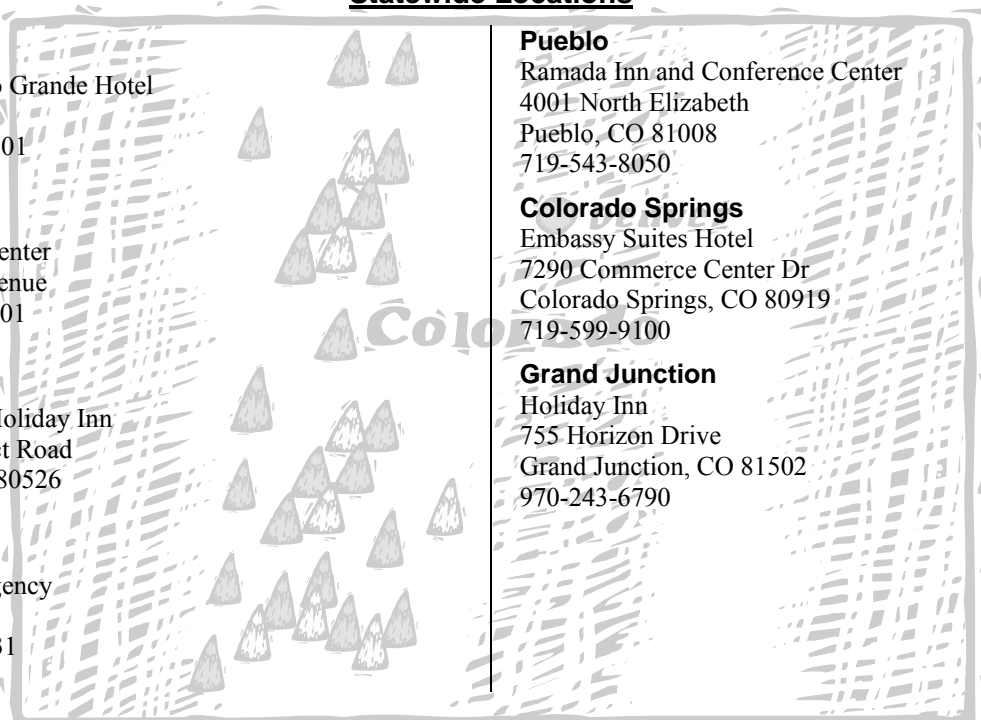 Statewide Locations
Grande Hotel
01
enter
enue
01
Holiday Inn
ct Road
80526
gency
31
Pueblo
Ramada Inn and Conference Center
4001 North Elizabeth
Pueblo, CO 81008
719-543-8050
Colorado Springs
Embassy Suites Hotel
7290 Commerce Center Dr
Colorado Springs, CO 80919
719-599-9100
Grand Junction
Holiday Inn
755 Horizon Drive
Grand Junction, CO 81502
970-243-6790
DENVER
Colorado